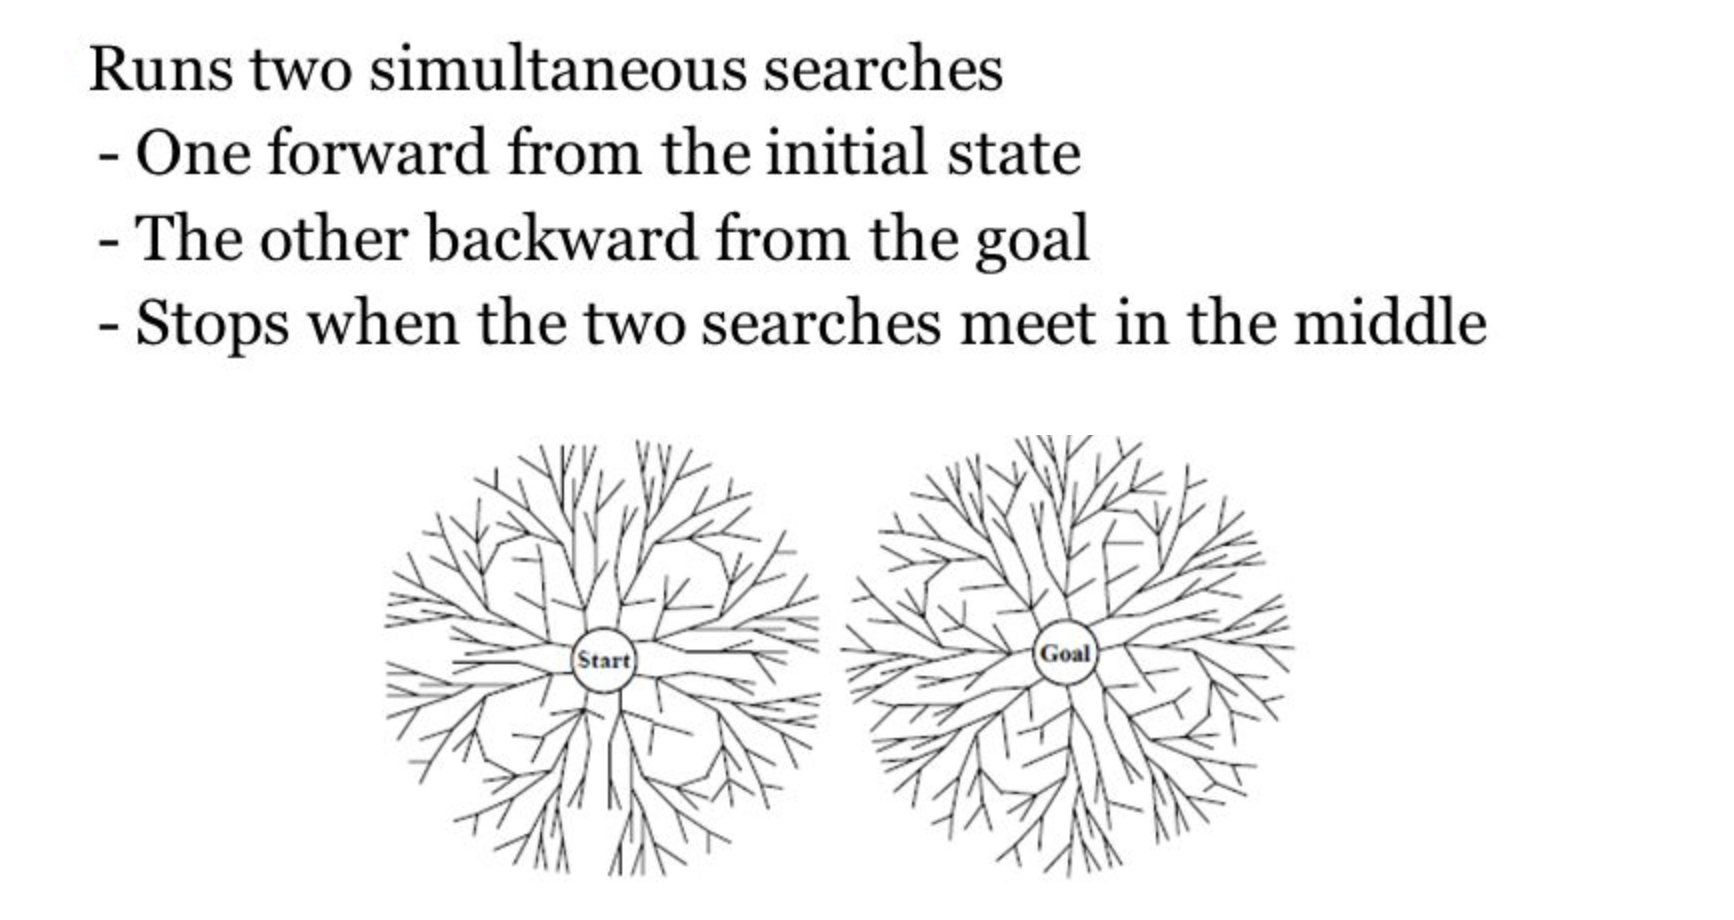 Runs two simultaneous searches
- One forward from the initial state
- The other backward from the goal
- Stops when the two searches meet in the middle
Start
Goal